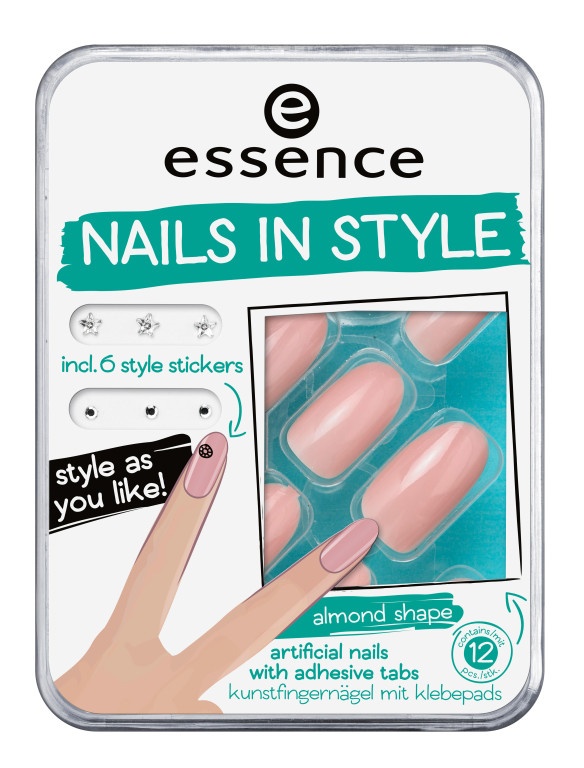 e
essence
NAILS IN STYLE
incl. 6 style stickers
style as
you like!
almond shape
artificial nails
with adhesive tabs
kunstfingernägel mit klebepads
contains/mit
12
pcs./stk.